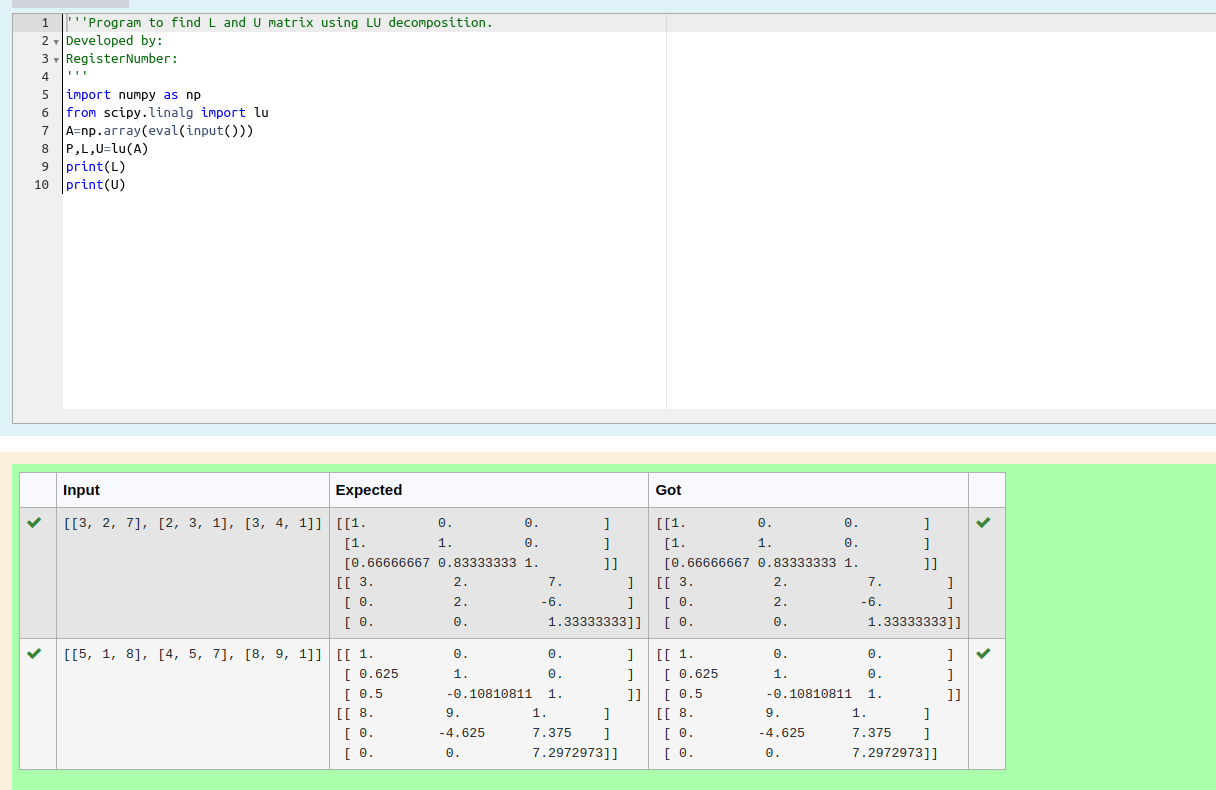 1 '''Program to find L and U matrix using LU decomposition.
2 Developed by:
3 RegisterNumber:
4 '''
5 import numpy as np
6 from scipy.linalg import lu
7 A=np.array(eval(input()))
8 P,L,U=lu(A)
9 print(L)
10 print(U)
Input Expected Got
[[3, 2, 7], [2, 3, 1], [3, 4, 1]] [[1. 0. 0. ] [[1. 0. 0. ]
[1. 1. 0. ] [1. 1. 0. ]
[0.66666667 0.83333333 1. ]] [0.66666667 0.83333333 1. ]]
[[ 3. 2. 7. ] [[ 3. 2. 7. ]
[ 0. 2. -6. ] [ 0. 2. -6. ]
[ 0. 0. 1.33333333]] [ 0. 0. 1.33333333]]
[[5, 1, 8], [4, 5, 7], [8, 9, 1]] [[ 1. 0. 0. ] [[ 1. 0. 0. ]
[ 0.625 1. 0. ] [ 0.625 1. 0. ]
[ 0.5 -0.10810811 1. ]] [ 0.5 -0.10810811 1. ]]
[[ 8. 9. 1. ] [[ 8. 9. 1. ]
[ 0. -4.625 7.375 ] [ 0. -4.625 7.375 ]
[ 0. 0. 7.2972973]] [ 0. 0. 7.2972973]]